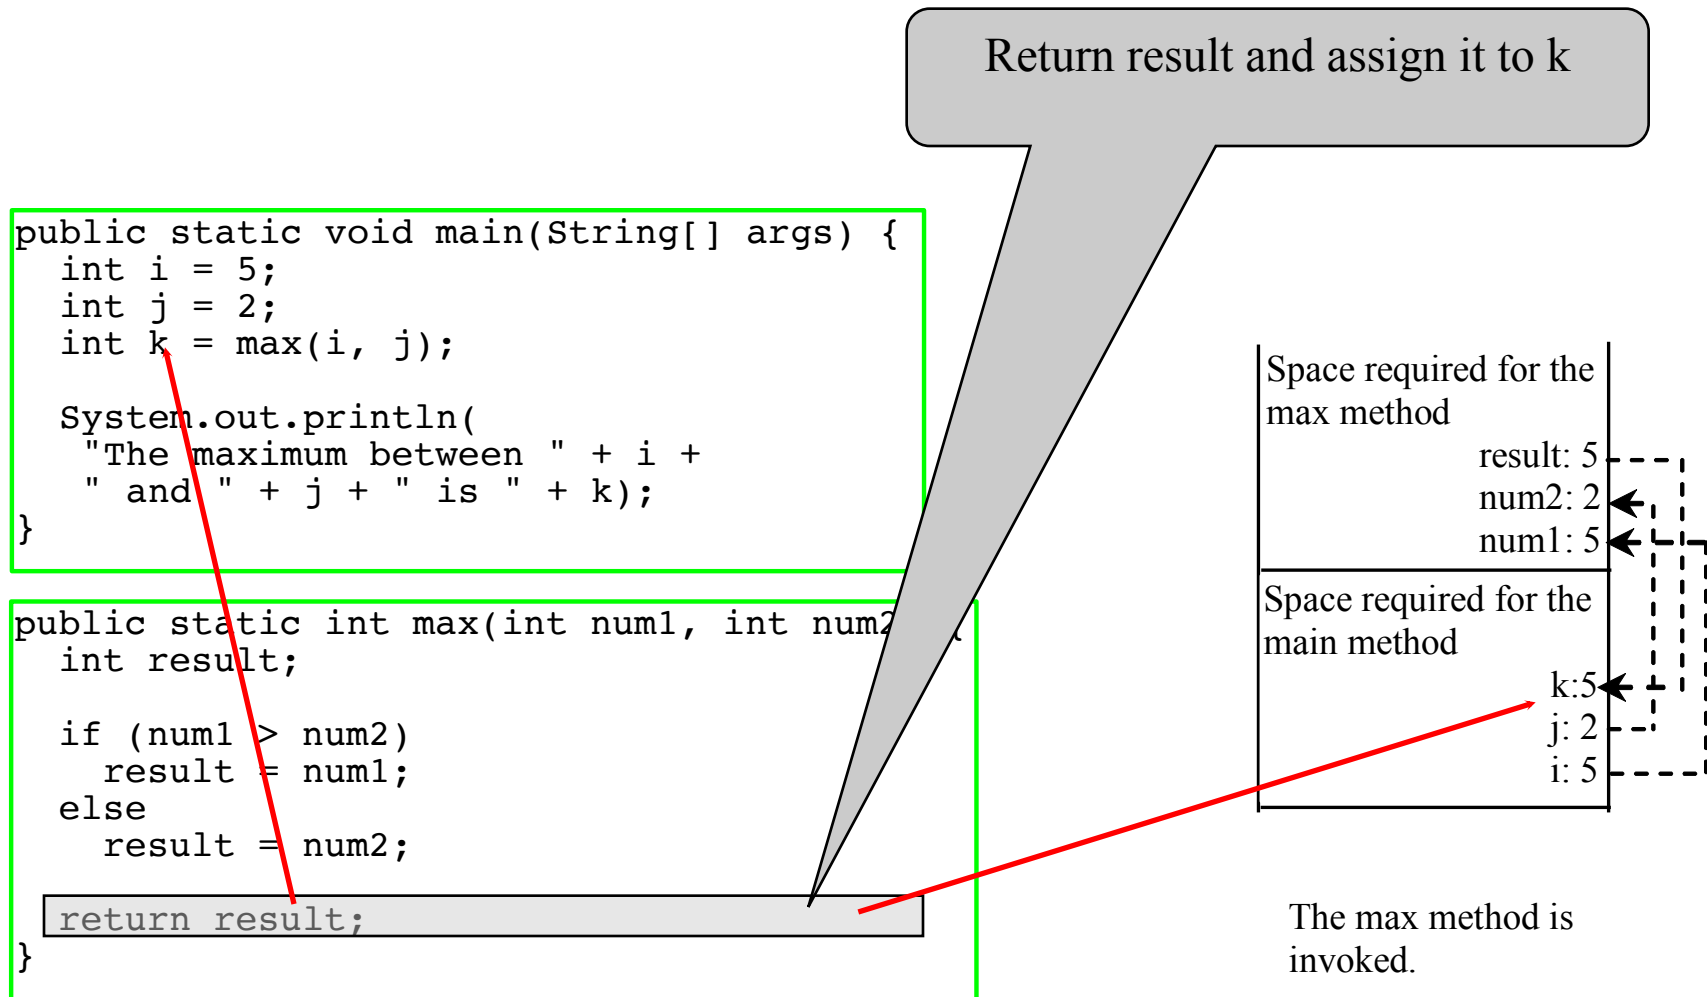 Return result and assign it to k
public static void main(String[] args) {
  int i = 5;
  int j = 2;
  int k = max(i, j);
  System.out.println(
   "The maximum between " + i +
   " and " + j + " is " + k);
}
public static int max(int num1, int num2) {
  int result;
  if (num1 > num2)
    result = num1;
  else
    result = num2;
  return result;
}
Space required for the
max method
result: 5
num2: 2
num1: 5
Space required for the
main method
k:5
j: 2
i: 5
The max method is
invoked.